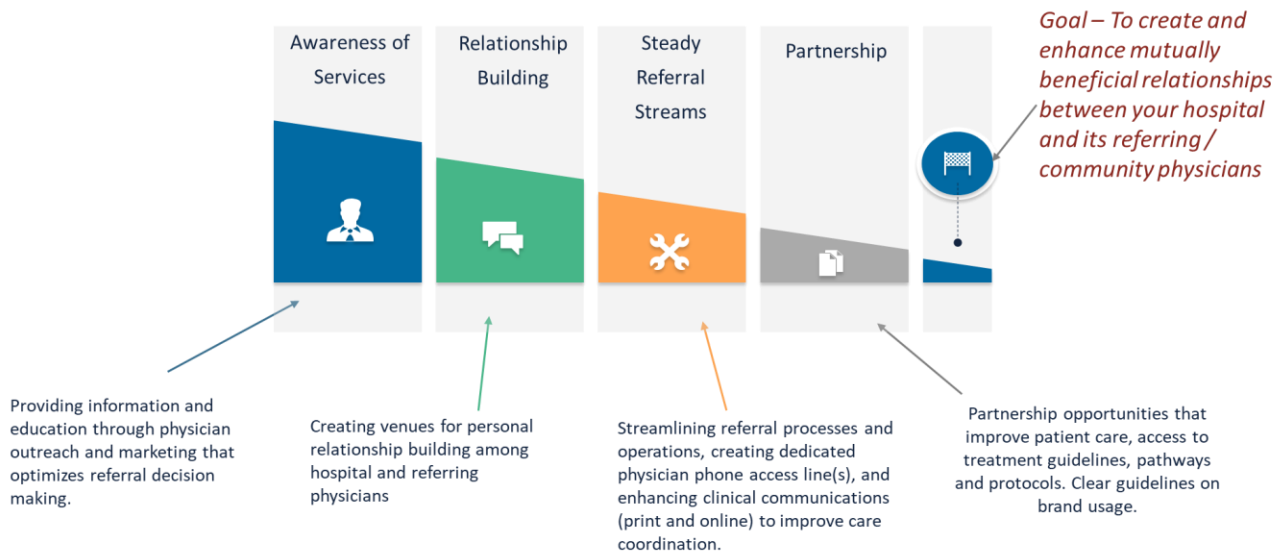 Awareness of
Services
Relationship
Building
Steady
Referral
Streams
Partnership
Goal – To create and
enhance mutually
beneficial relationships
between your hospital
and its referring /
community physicians
Providing information and
education through physician
outreach and marketing that
optimizes referral decision
making.
Creating venues for personal
relationship building among
hospital and referring
physicians
Streamlining referral processes and
operations, creating dedicated
physician phone access line(s), and
enhancing clinical communications
(print and online) to improve care
coordination.
Partnership opportunities that
improve patient care, access to
treatment guidelines, pathways
and protocols. Clear guidelines on
brand usage.